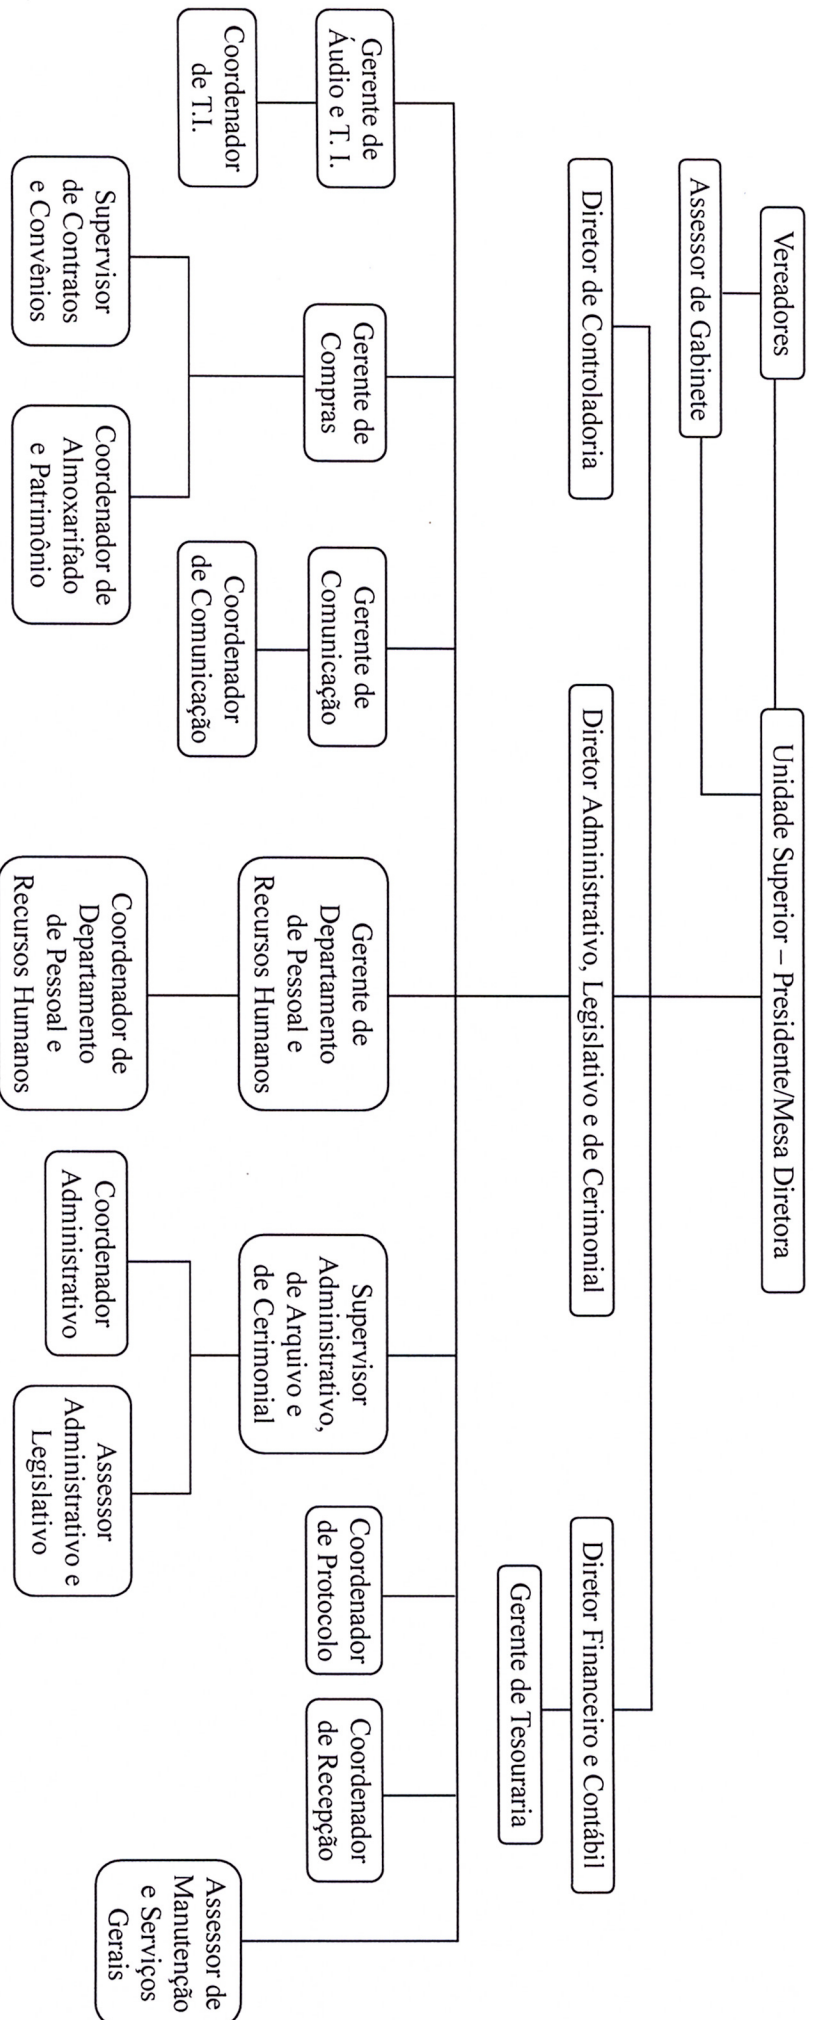 Vereadores
Unidade Superior – Presidente/Mesa Diretora
Assessor de Gabinete
Diretor de Controladoria
Diretor Administrativo, Legislativo e de Cerimonial
Diretor Financeiro e Contábil
Gerente de Tesouraria
Gerente de
Áudio e T. I.
Gerente de
Compras
Gerente de
Comunicação
Gerente de
Departamento
de Pessoal e
Recursos Humanos
Supervisor
Administrativo,
de Arquivo e
de Cerimonial
Coordenador
de Protocolo
Coordenador
de Recepção
Assessor de
Manutenção
e Serviços
Gerais
Coordenador
de T.I.
Supervisor
de Contratos
e Convênios
Coordenador de
Almoxarifado
e Patrimônio
Coordenador
de Comunicação
Coordenador de
Departamento
de Pessoal e
Recursos Humanos
Coordenador
Administrativo
Assessor
Administrativo e
Legislativo